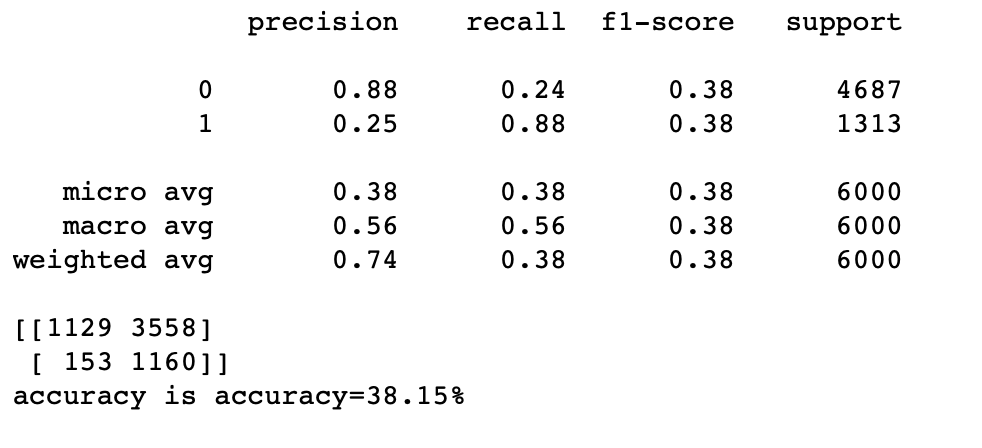 precision recall f1-score support
0 0.88 0.24 0.38 4687
1 0.25 0.88 0.38 1313
micro avg 0.38 0.38 0.38 6000
macro avg 0.56 0.56 0.38 6000
weighted avg 0.74 0.38 0.38 6000
[[1129 3558]
[ 153 1160]]
accuracy is accuracy=38.15%